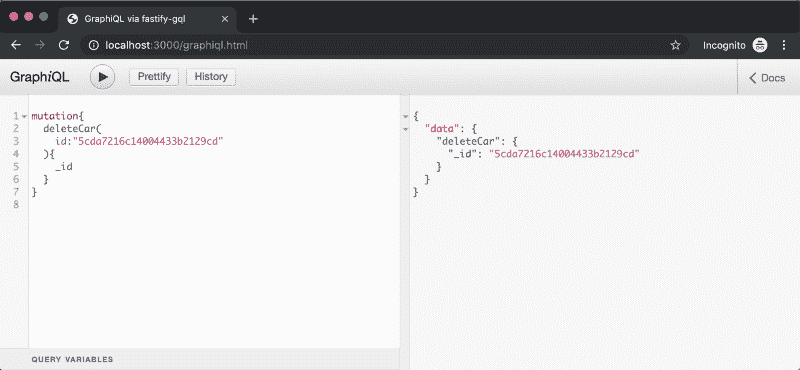 GraphiQL via fastify-gql
localhost:3000/graphiql.html
Incognito
GraphiQL
Prettify
History
Docs
1 mutation{
2 deleteCar(
3 id:"5cda7216c14004433b2129cd"
4 ){
5 _id
6 }
7 }
8
{
"data": {
"deleteCar": {
"_id": "5cda7216c14004433b2129cd"
}
}
}
QUERY VARIABLES